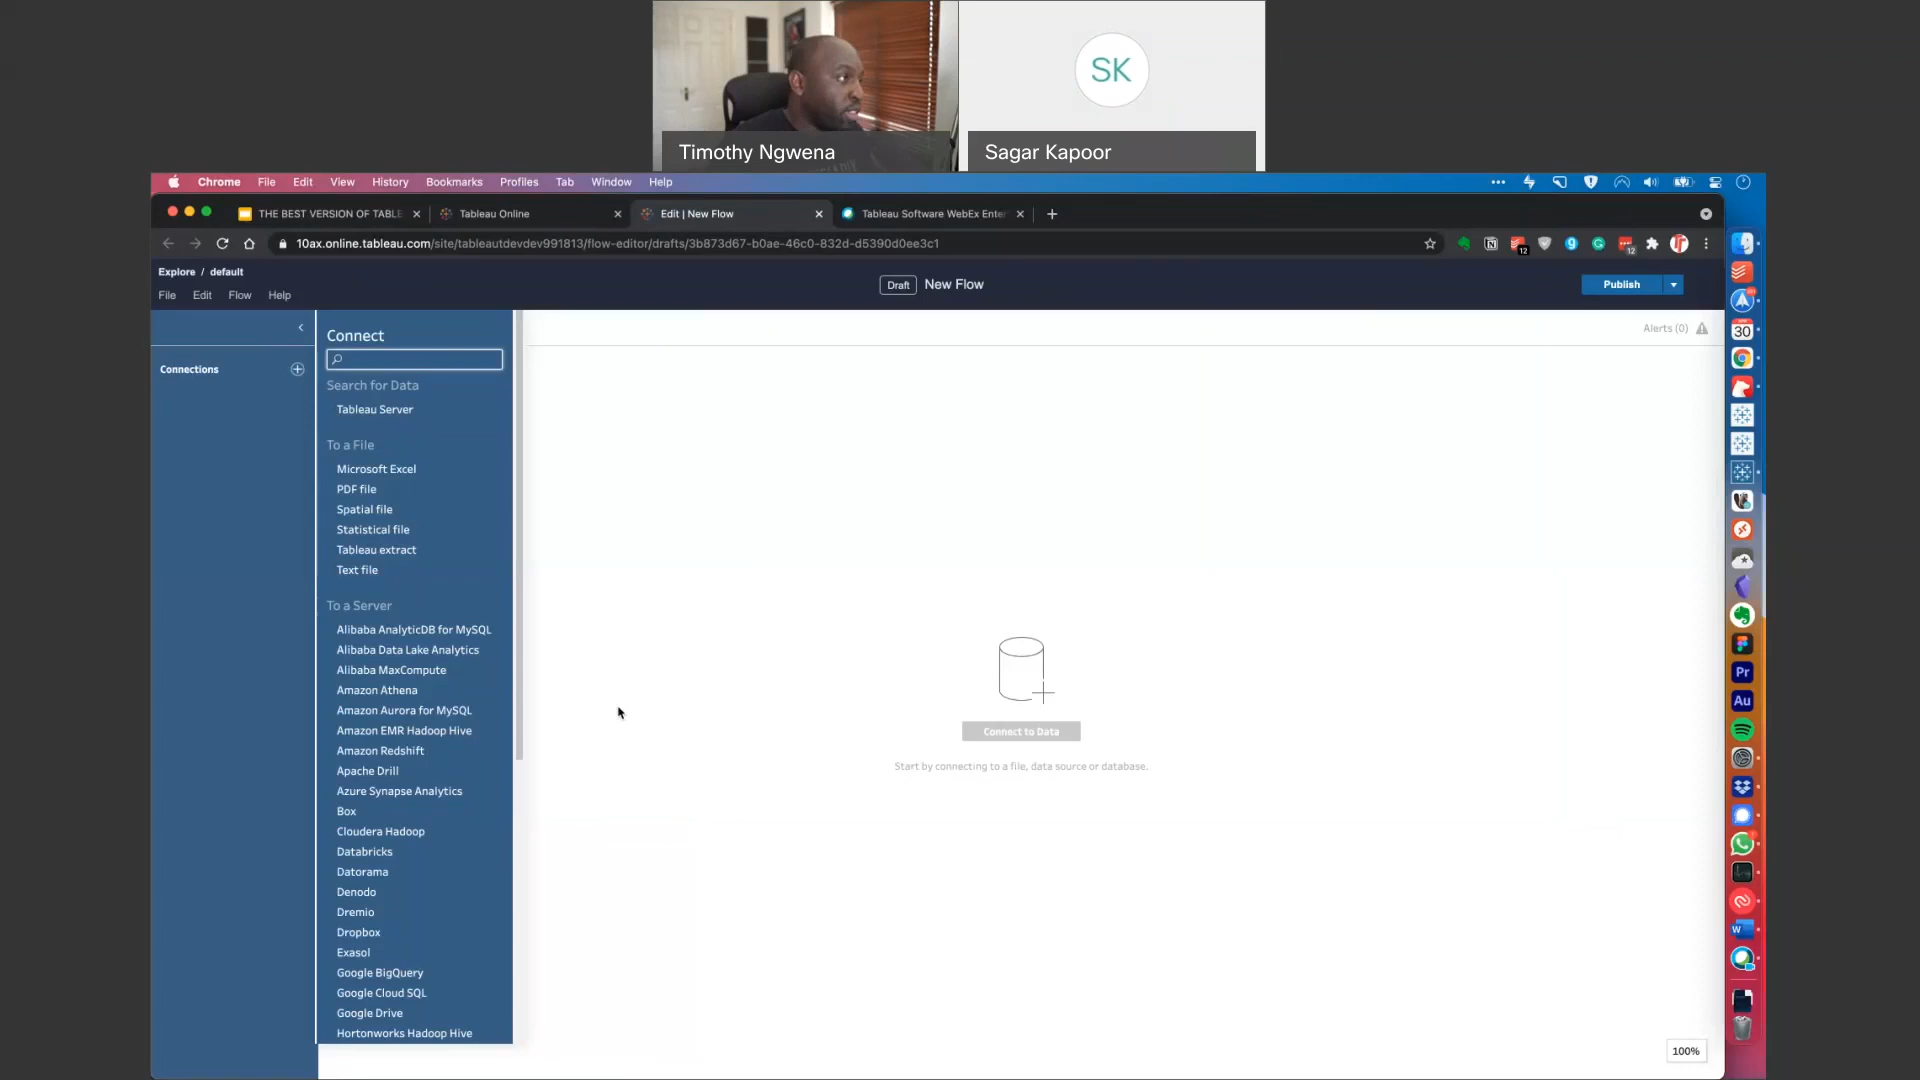 SK
Timothy Ngwena
Sagar Kapoor
Chrome File Edit View History Bookmarks Profiles Tab Window Help
THE BEST VERSION OF TABLE
Tableau Online
Edit | New Flow
Tableau Software WebEx Enter
10ax.online.tableau.com/site/tableautdevdev991813/flow-editor/drafts/3b873d67-b0ae-46c0-832d-d5390d0ee3c1
12
12
Explore / default
File Edit Flow Help
Draft New Flow
Publish
Connect
Alerts (0)
Connections
Search for Data
Tableau Server
To a File
Microsoft Excel
PDF file
Spatial file
Statistical file
Tableau extract
Text file
To a Server
Alibaba AnalyticDB for MySQL
Alibaba Data Lake Analytics
Alibaba MaxCompute
Amazon Athena
Amazon Aurora for MySQL
Amazon EMR Hadoop Hive
Amazon Redshift
Apache Drill
Azure Synapse Analytics
Box
Cloudera Hadoop
Databricks
Datorama
Denodo
Dremio
Dropbox
Exasol
Google BigQuery
Google Cloud SQL
Google Drive
Hortonworks Hadoop Hive
Connect to Data
Start by connecting to a file, data source or database.
100%
30
Pr
Au
W